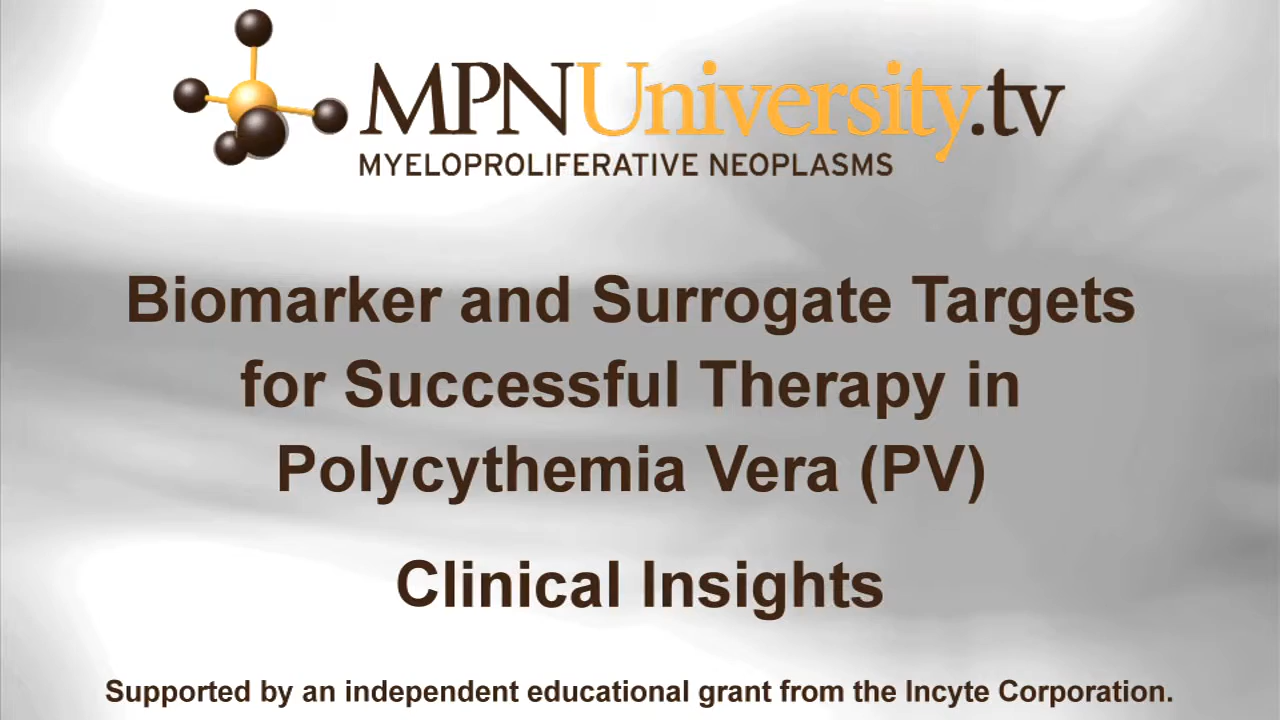 MPNUniversity.tv
MYELOPROLIFERATIVE NEOPLASMS
Biomarker and Surrogate Targets
for Successful Therapy in
Polycythemia Vera (PV)
Clinical Insights
Supported by an independent educational grant from the Incyte Corporation.